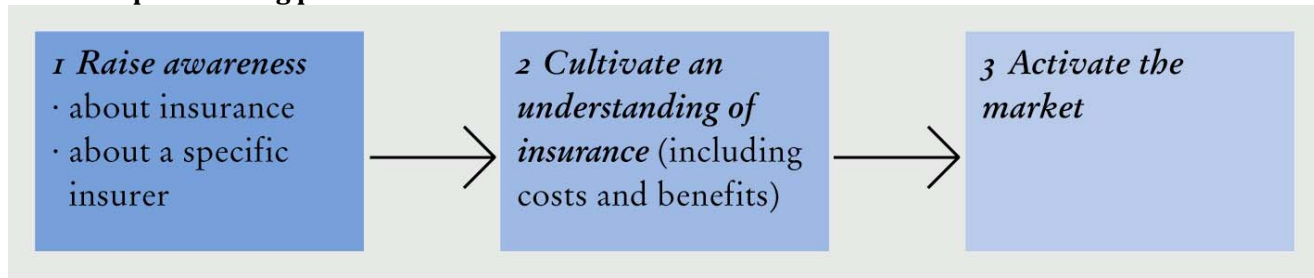 1 Raise awareness
· about insurance
· about a specific
insurer
2 Cultivate an
understanding of
insurance (including
costs and benefits)
3 Activate the
market